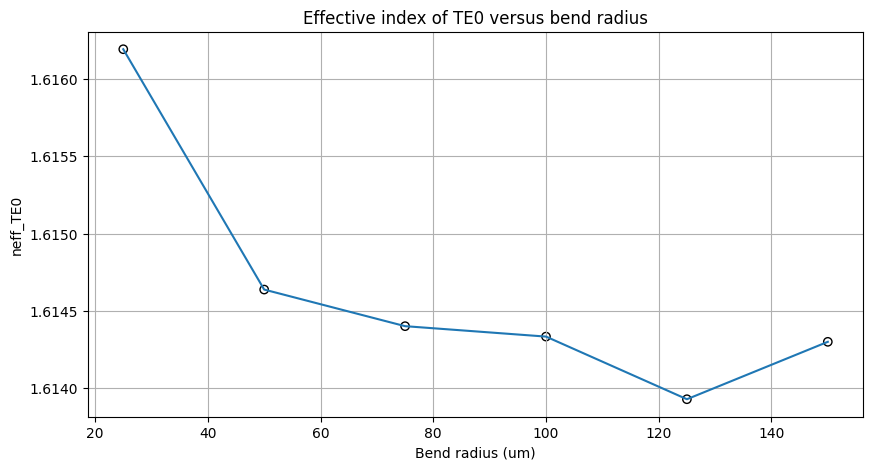 Effective index of TE0 versus bend radius
1.6160
1.6155
1.6150
1.6145
1.6140
neff_TE0
20 40 60 80 100 120 140
Bend radius (um)